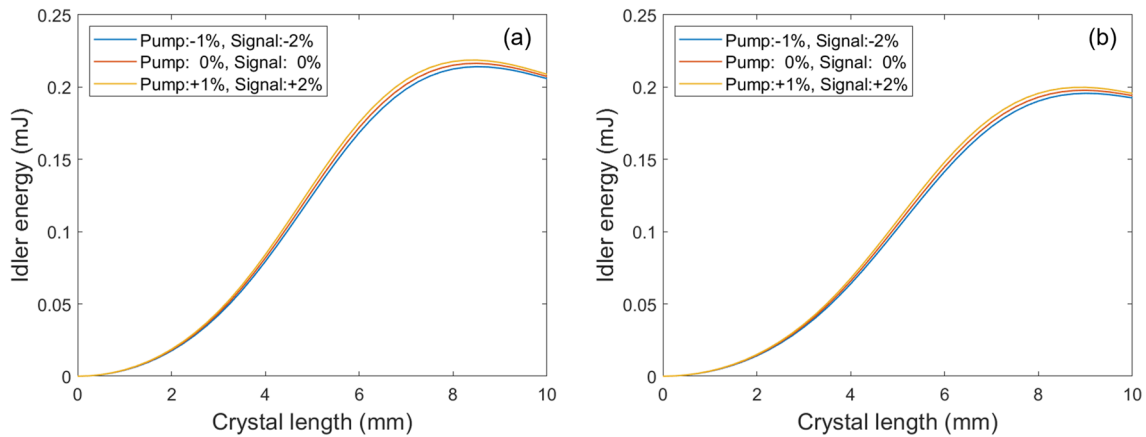 (a)
Pump:-1%, Signal:-2%
Pump: 0%, Signal: 0%
Pump:+1%, Signal:+2%
Idler energy (mJ)
0.25
0.2
0.15
0.1
0.05
0
0 2 4 6 8 10
Crystal length (mm)
(b)
Pump:-1%, Signal:-2%
Pump: 0%, Signal: 0%
Pump:+1%, Signal:+2%
Idler energy (mJ)
0.25
0.2
0.15
0.1
0.05
0
0 2 4 6 8 10
Crystal length (mm)